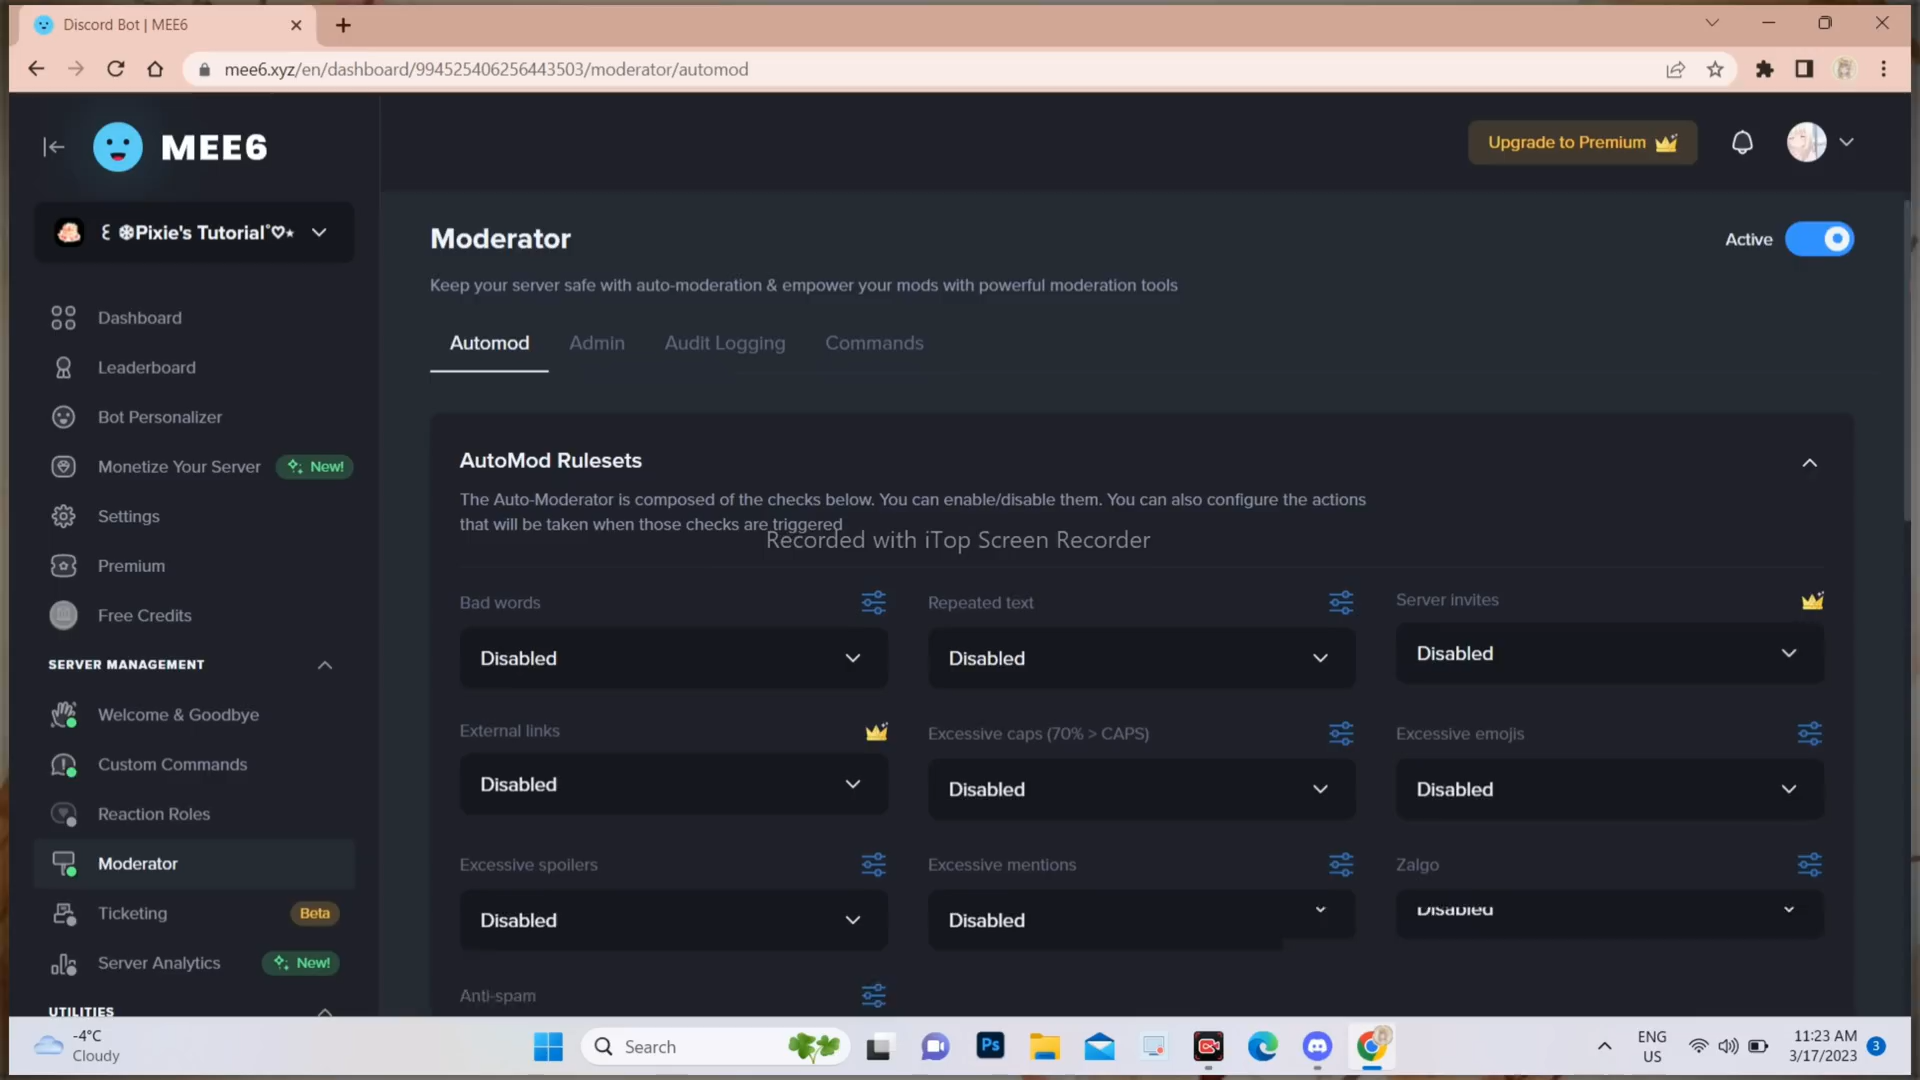 Discord Bot | MEE6
mee6.xyz/en/dashboard/994525406256443503/moderator/automod
MEE6
Upgrade to Premium
꒰ ❄Pixie's Tutorial˚♡⋆
Moderator
Active
Keep your server safe with auto-moderation & empower your mods with powerful moderation tools
Dashboard
Leaderboard
Bot Personalizer
Monetize Your Server
New!
Settings
Premium
Free Credits
SERVER MANAGEMENT
Welcome & Goodbye
Custom Commands
Reaction Roles
Moderator
Ticketing
Beta
Server Analytics
New!
UTILITIES
Automod
Admin
Audit Logging
Commands
AutoMod Rulesets
The Auto-Moderator is composed of the checks below. You can enable/disable them. You can also configure the actions
that will be taken when those checks are triggered
Recorded with iTop Screen Recorder
Bad words
Disabled
Repeated text
Disabled
Server invites
Disabled
External links
Disabled
Excessive caps (70% > CAPS)
Disabled
Excessive emojis
Disabled
Excessive spoilers
Disabled
Excessive mentions
Disabled
Zalgo
Disabled
Anti-spam
-4°C
Cloudy
Search
Ps
ENG
US
11:23 AM
3/17/2023
3